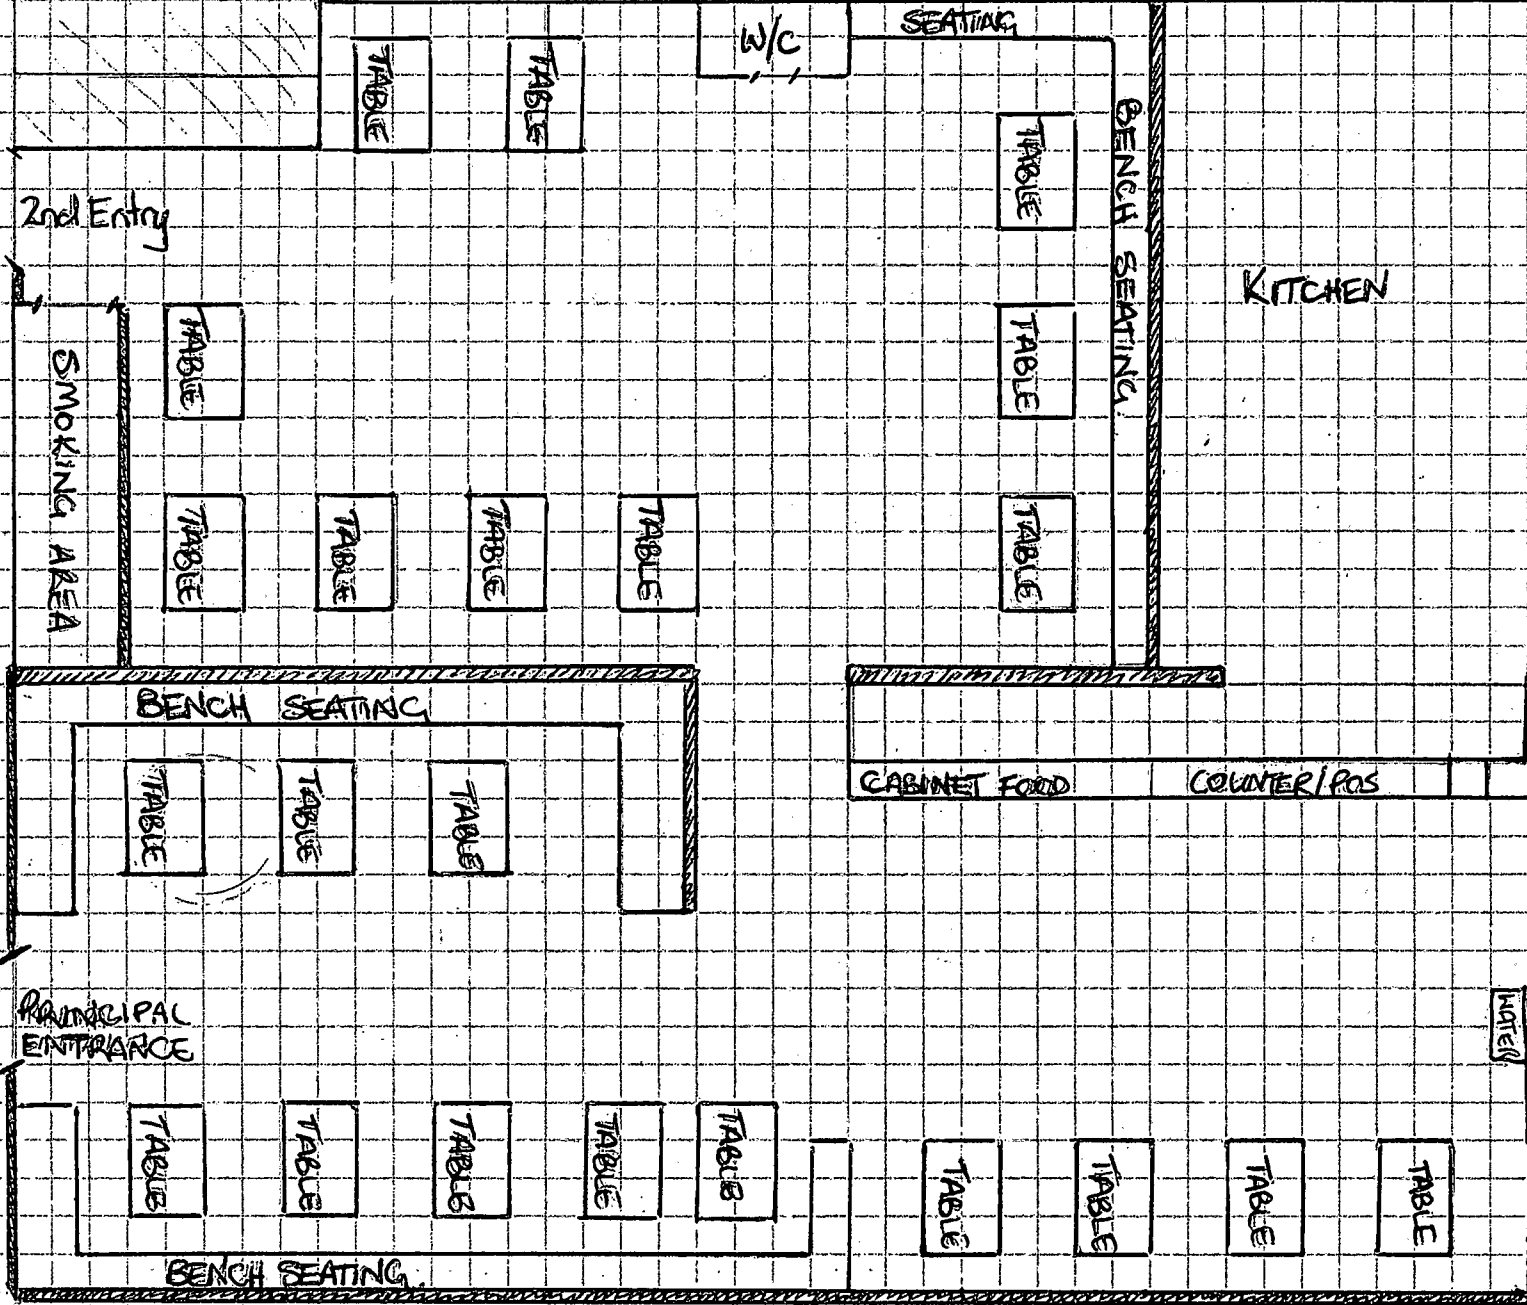 SEATING
W/C
TABLE
TABLE
TABLE
BENCH SEATING
2nd Entry
KITCHEN
TABLE
TABLE
SMOKING AREA
TABLE
TABLE
TABLE
TABLE
TABLE
BENCH SEATING
CABINET FOOD
COUNTER/POS
TABLE
TABLE
TABLE
PRINCIPAL
ENTRANCE
WATER
TABLE
TABLE
TABLE
TABLE
TABLE
TABLE
TABLE
TABLE
TABLE
BENCH SEATING